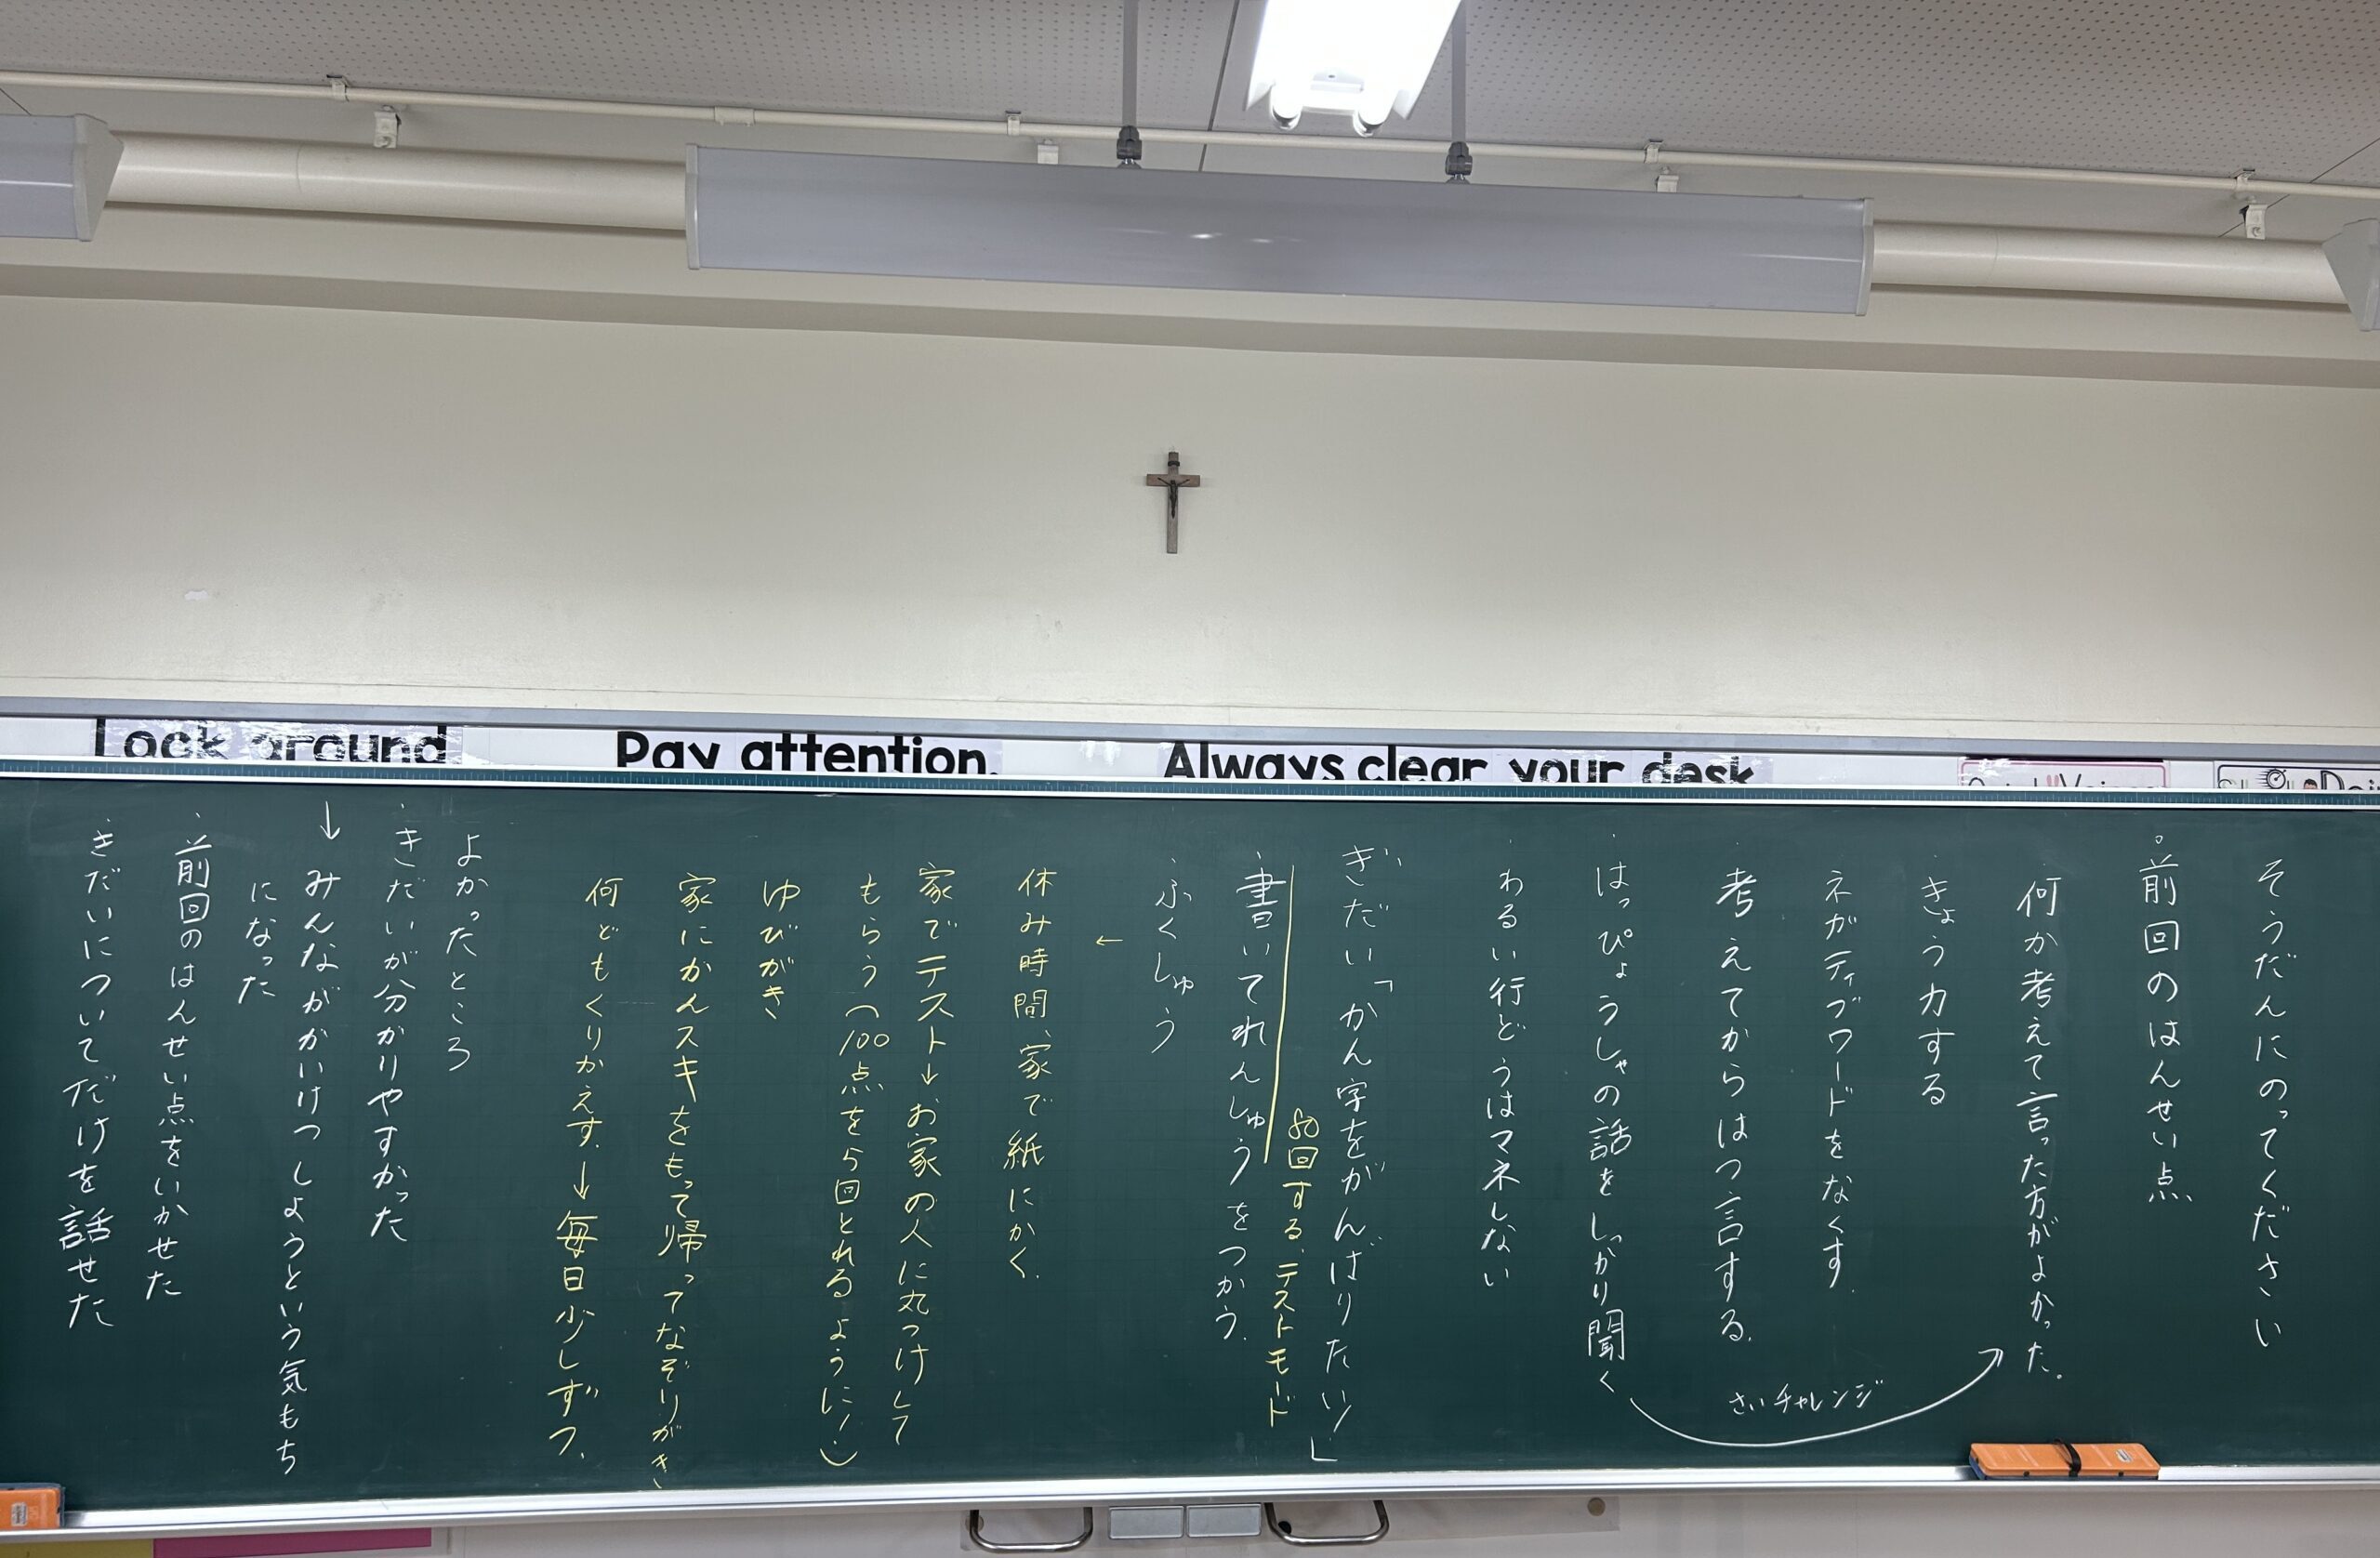 Look around
Pay attention.
Always clear your desk
そうだんにのってください
。前回のはんせい点
何か考えて言った方がよかった。
・きょう力する
ネガティブワードをなくす.
考えてからはつ言する.
・はっぴょうしゃの話をしっかり聞く
さいチャレンジ
・わるい行どうはマネしない
ぎだい「かん字をがんばりたい!」
50回する.テストモード
・書いてれんしゅうをつかう.
・ふくしゅう
←
休み時間、家で紙にかく.
家でテスト→お家の人に丸つけして
もらう(100点を5回とれるように!)
ゆびがき
家にかんスキをもって帰ってなぞりがき
何どもくりかえす.→毎日少しずつ.
よかったところ
・きだいが分かりやすかった
→みんながかいけつしようという気もち
になった
・前回のはんせい点をいかせた
・きだいについてだけを話せた